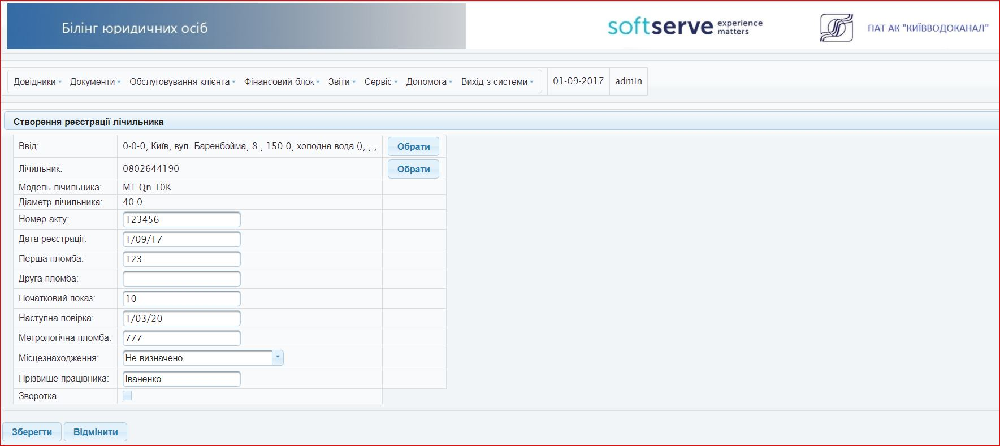 Білінг юридичних осіб
softserve experience matters
ПАТ АК "КИЇВВОДОКАНАЛ"
Довідники Документи Обслуговування клієнта Фінансовий блок Звіти Сервіс Допомога Вихід з системи 01-09-2017 admin
Створення реєстрації лічильника
Ввід: 0-0-0, Київ, вул. Баренбойма, 8 , 150.0, холодна вода (), , , Обрати
Лічильник: 0802644190 Обрати
Модель лічильника: MT Qn 10K
Діаметр лічильника: 40.0
Номер акту: 123456
Дата реєстрації: 1/09/17
Перша пломба: 123
Друга пломба:
Початковий показ: 10
Наступна повірка: 1/03/20
Метрологічна пломба: 777
Місцезнаходження: Не визначено
Прізвише працівника: Іваненко
Зворотка
Зберегти Відмінити